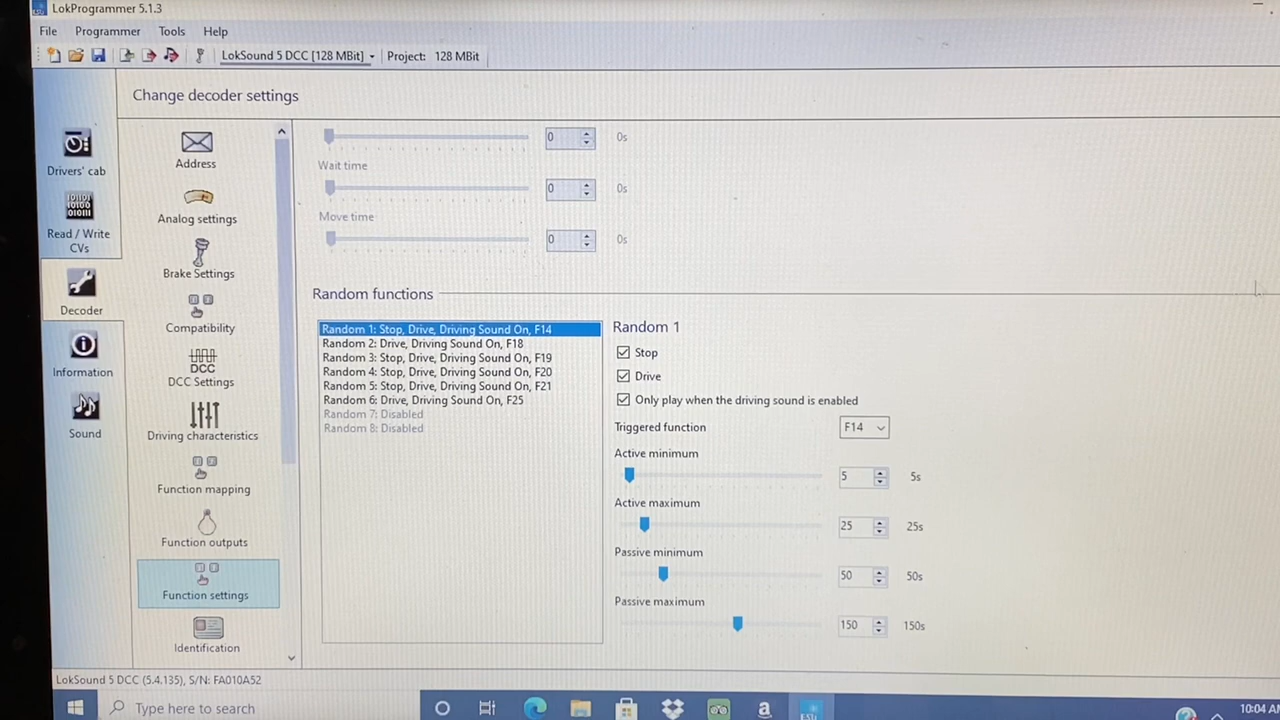 LokProgrammer 5.1.3
File Programmer Tools Help
LokSound 5 DCC [128 MBit] Project: 128 MBit
Change decoder settings
Drivers' cab
Read / Write CVs
Decoder
Information
Sound
Address
Analog settings
Brake Settings
Compatibility
DCC
DCC Settings
Driving characteristics
Function mapping
Function outputs
Function settings
Identification
0 0s
Wait time
0 0s
Move time
0 0s
Random functions
Random 1: Stop, Drive, Driving Sound On, F14
Random 2: Drive, Driving Sound On, F18
Random 3: Stop, Drive, Driving Sound On, F19
Random 4: Stop, Drive, Driving Sound On, F20
Random 5: Stop, Drive, Driving Sound On, F21
Random 6: Drive, Driving Sound On, F25
Random 7: Disabled
Random 8: Disabled
Random 1
Stop
Drive
Only play when the driving sound is enabled
Triggered function F14
Active minimum
5 5s
Active maximum
25 25s
Passive minimum
50 50s
Passive maximum
150 150s
LokSound 5 DCC (5.4.135), S/N: FA010A52
Type here to search
10:04 AM